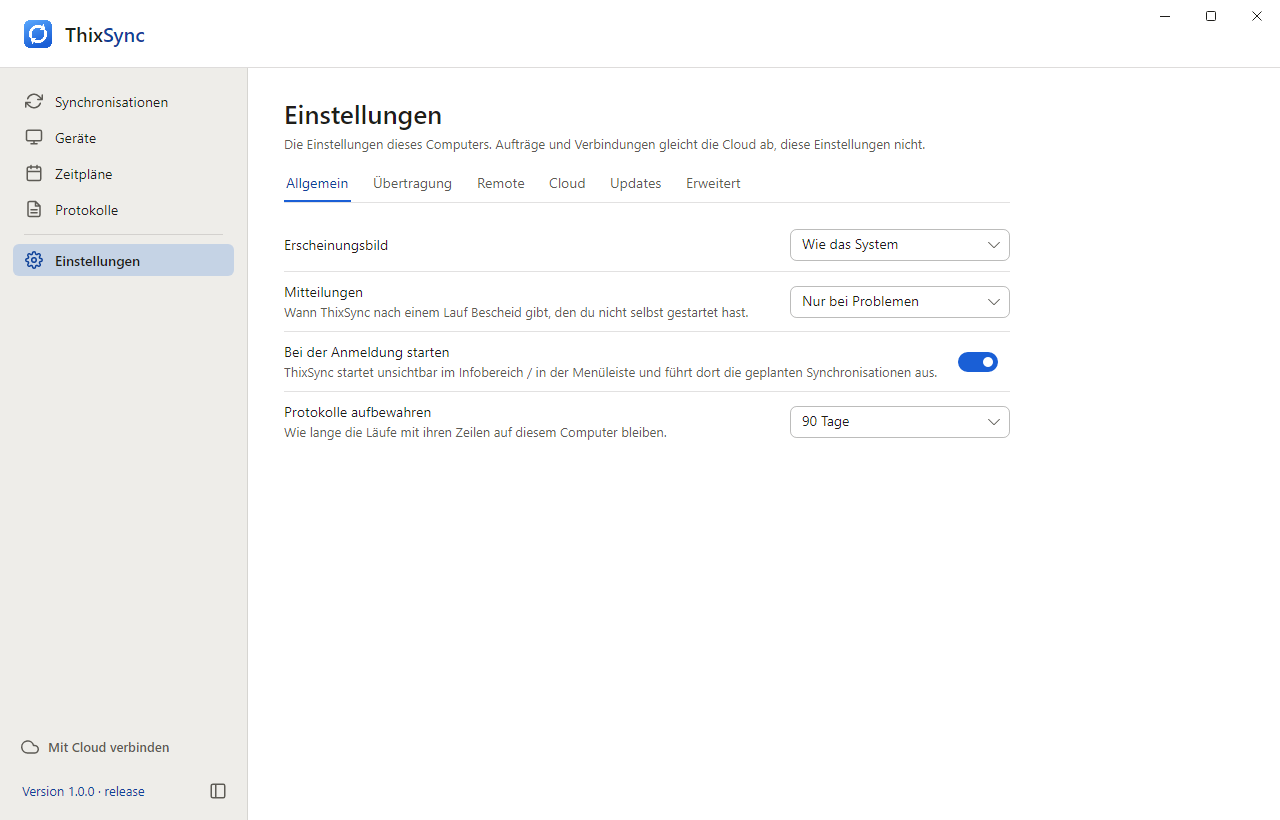 ThixSync
Synchronisationen
Geräte
Zeitpläne
Protokolle
Einstellungen
Mit Cloud verbinden
Version 1.0.0 · release
Einstellungen
Die Einstellungen dieses Computers. Aufträge und Verbindungen gleicht die Cloud ab, diese Einstellungen nicht.
Allgemein Übertragung Remote Cloud Updates Erweitert
Erscheinungsbild Wie das System
Mitteilungen
Wann ThixSync nach einem Lauf Bescheid gibt, den du nicht selbst gestartet hast.
Nur bei Problemen
Bei der Anmeldung starten
ThixSync startet unsichtbar im Infobereich / in der Menüleiste und führt dort die geplanten Synchronisationen aus.
Protokolle aufbewahren
Wie lange die Läufe mit ihren Zeilen auf diesem Computer bleiben.
90 Tage